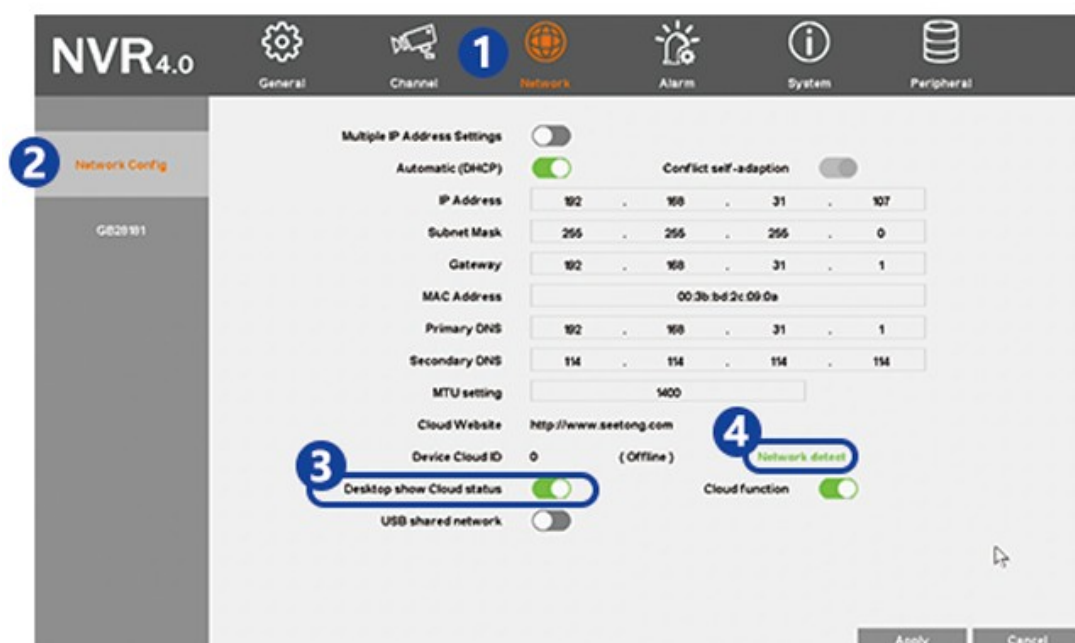 NVR4.0
General
Channel
1
Network
Alarm
System
Peripheral
2
Network Config
GB28181
Multiple IP Address Settings
Automatic (DHCP)
Conflict self-adaption
IP Address 192 . 168 . 31 . 107
Subnet Mask 255 . 255 . 255 . 0
Gateway 192 . 168 . 31 . 1
MAC Address 00:3b:bd:2c:09:0a
Primary DNS 192 . 168 . 31 . 1
Secondary DNS 114 . 114 . 114 . 114
MTU setting 1400
Cloud Website http://www.seetong.com
4
Device Cloud ID 0 ( Offline ) Network detect
3
Desktop show Cloud status
Cloud function
USB shared network
Apply
Cancel